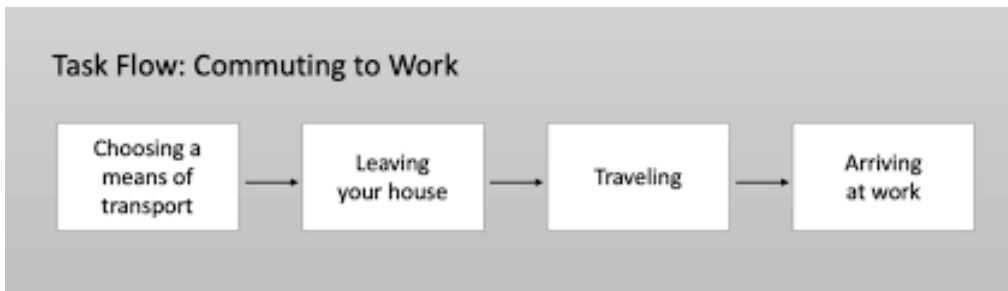 Task Flow: Commuting to Work
Choosing a
means of
transport
Leaving
your house
Traveling
Arriving
at work